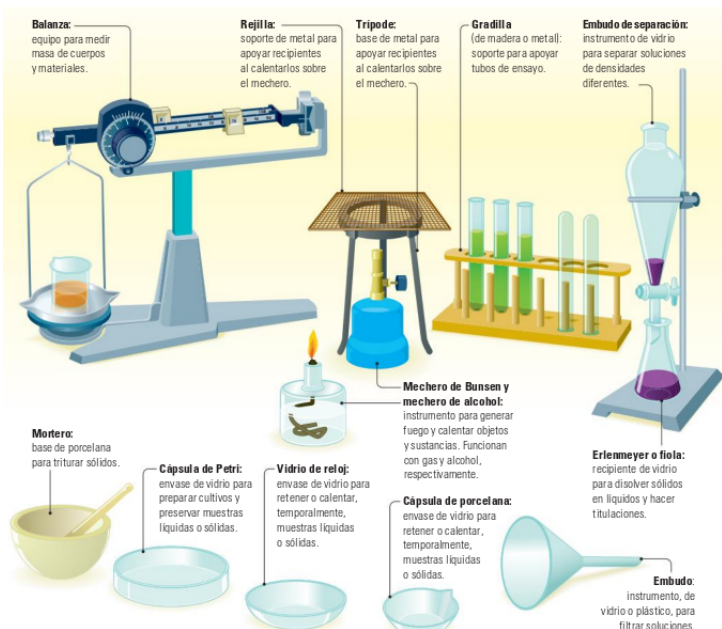 Balanza:
equipo para medir
masa de cuerpos
y materiales.
Rejilla:
soporte de metal para
apoyar recipientes
al calentarlos sobre
el mechero.
Trípode:
base de metal para
apoyar recipientes
al calentarlos sobre
el mechero.
Gradilla
(de madera o metal):
soporte para apoyar
tubos de ensayo.
Embudo de separación:
instrumento de vidrio
para separar soluciones
de densidades
diferentes.
Mechero de Bunsen y
mechero de alcohol:
instrumento para generar
fuego y calentar objetos
y sustancias. Funcionan
con gas y alcohol,
respectivamente.
Erlenmeyer o fiola:
recipiente de vidrio
para disolver sólidos
en líquidos y hacer
titulaciones.
Mortero:
base de porcelana
para triturar sólidos.
Cápsula de Petri:
envase de vidrio para
preparar cultivos y
preservar muestras
líquidas o sólidas.
Vidrio de reloj:
envase de vidrio para
retener o calentar,
temporalmente,
muestras líquidas
o sólidas.
Cápsula de porcelana:
envase de vidrio para
retener o calentar,
temporalmente,
muestras líquidas
o sólidas.
Embudo:
instrumento, de
vidrio o plástico, para
filtrar soluciones.